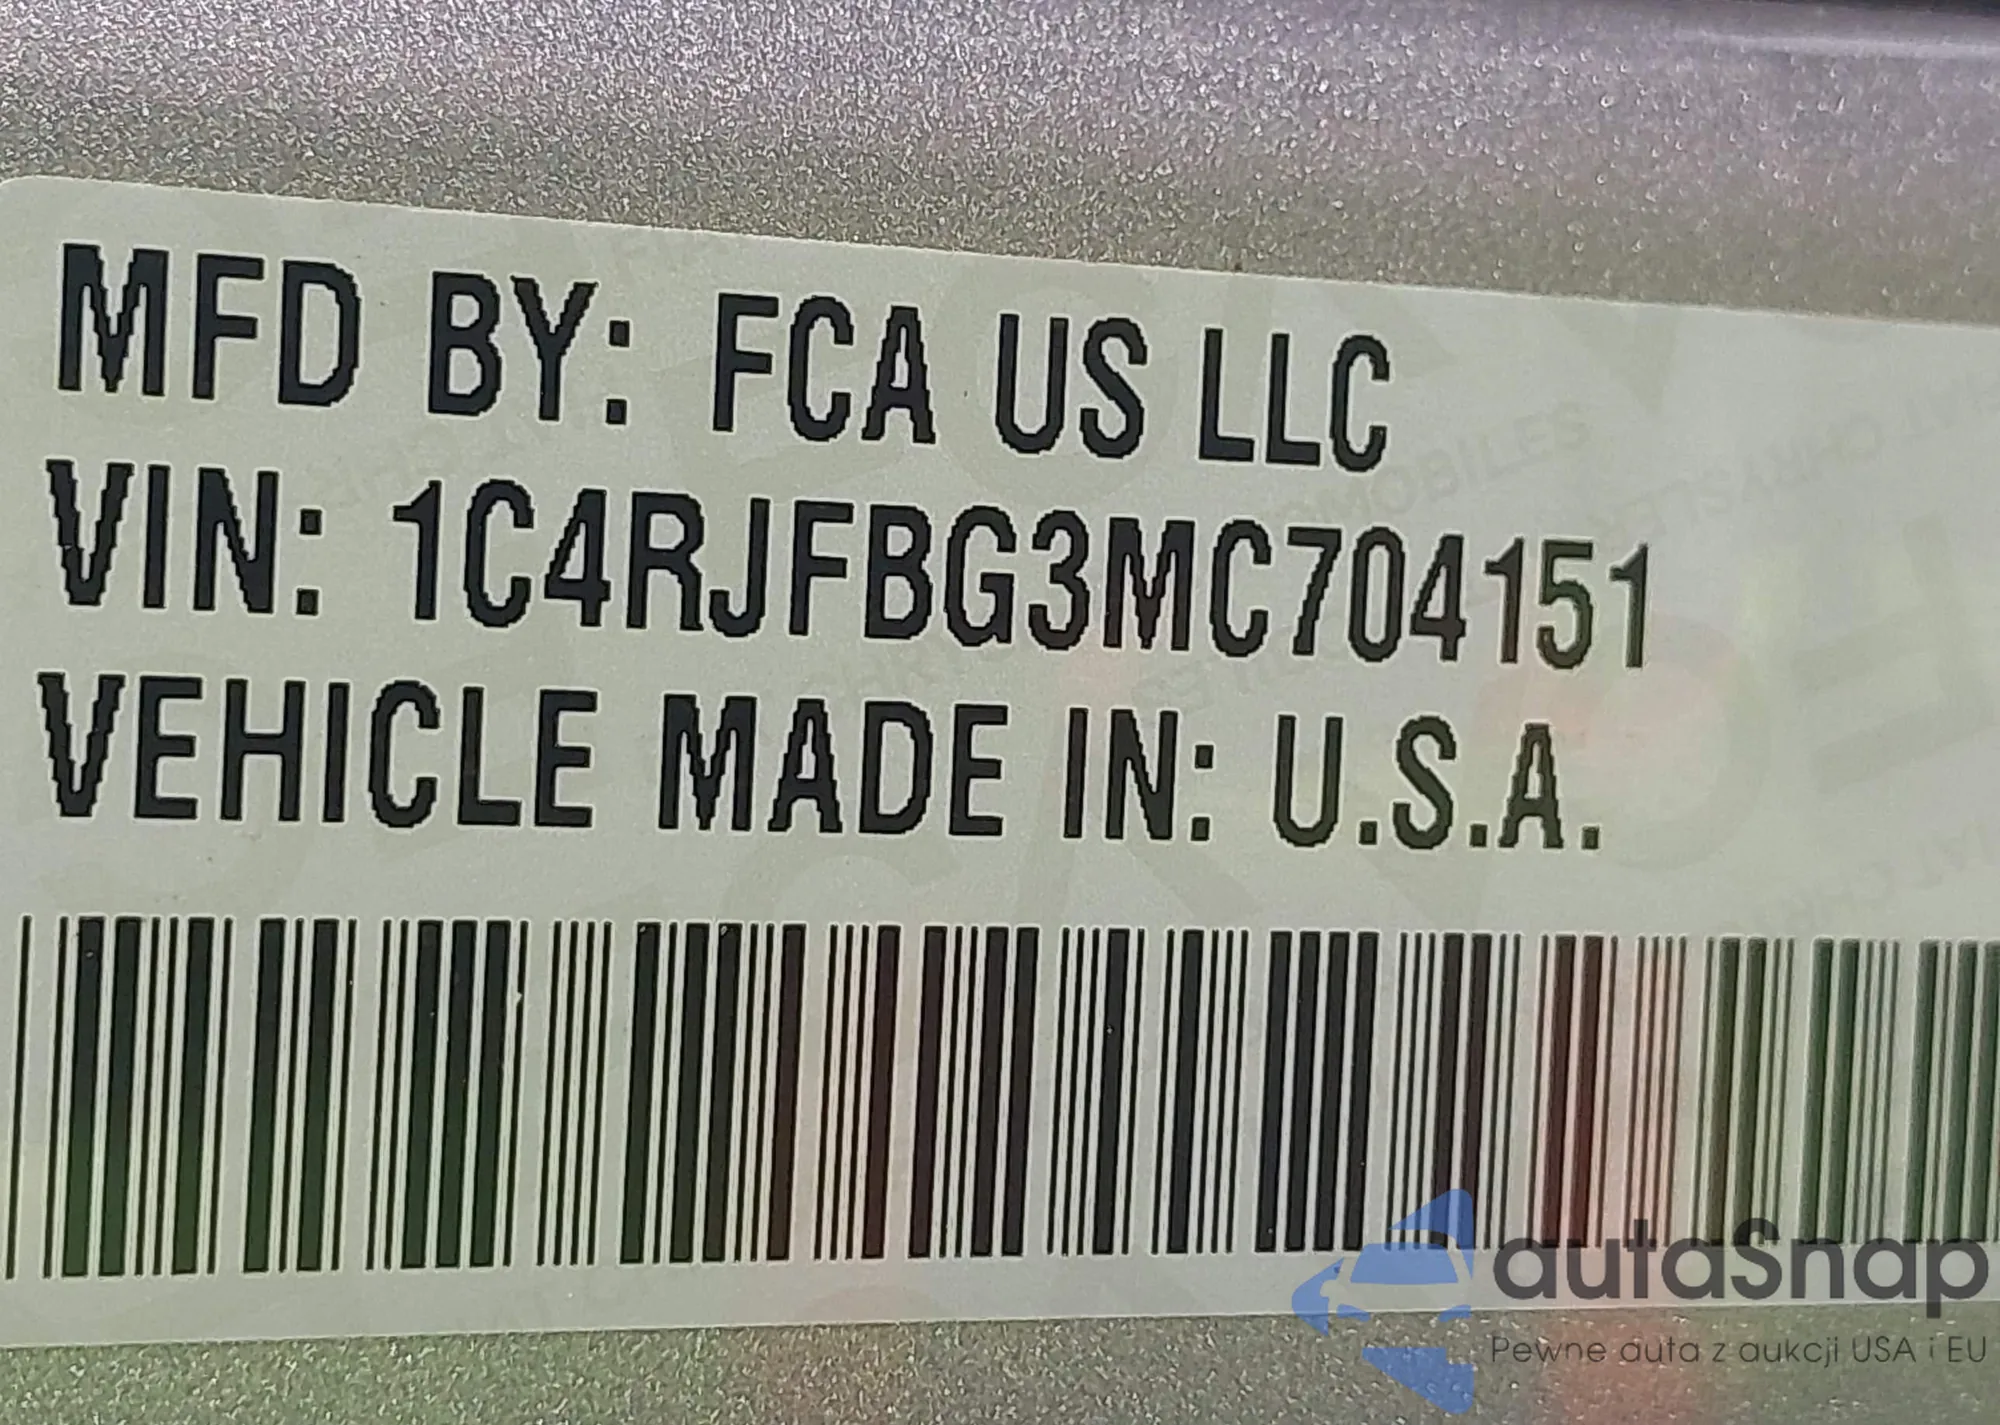 MFD BY: FCA US LLC
VIN: 1C4RJFBG3MC704151
VEHICLE MADE IN: U.S.A.
autaSnap
Pewne auta z aukcji USA i EU